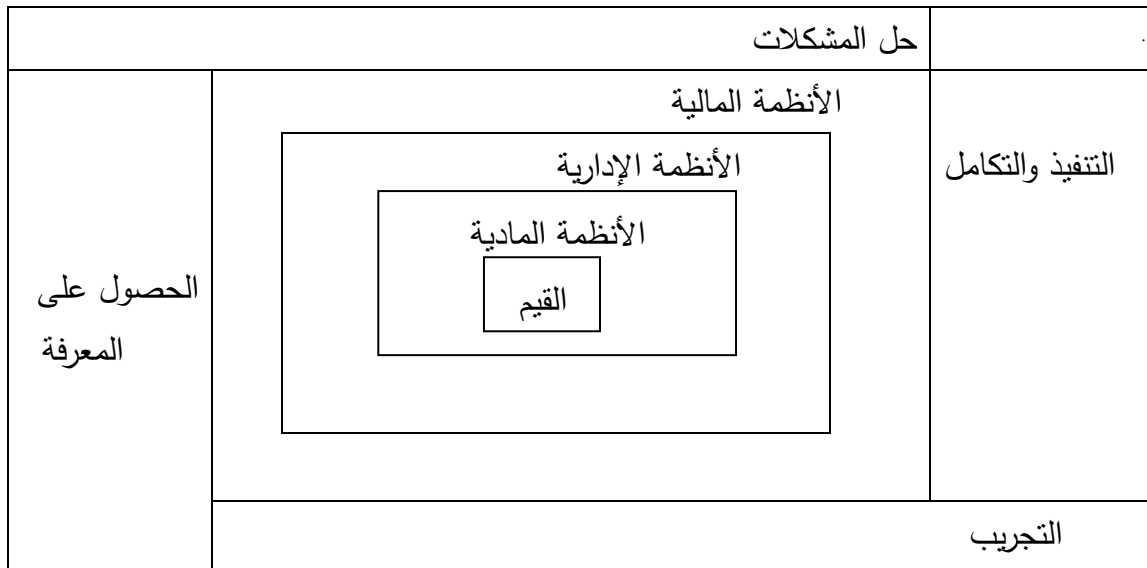 حل المشكلات
الأنظمة المالية
التنفيذ والتكامل
الأنظمة الإدارية
الأنظمة المادية
القيم
الحصول على
المعرفة
التجريب